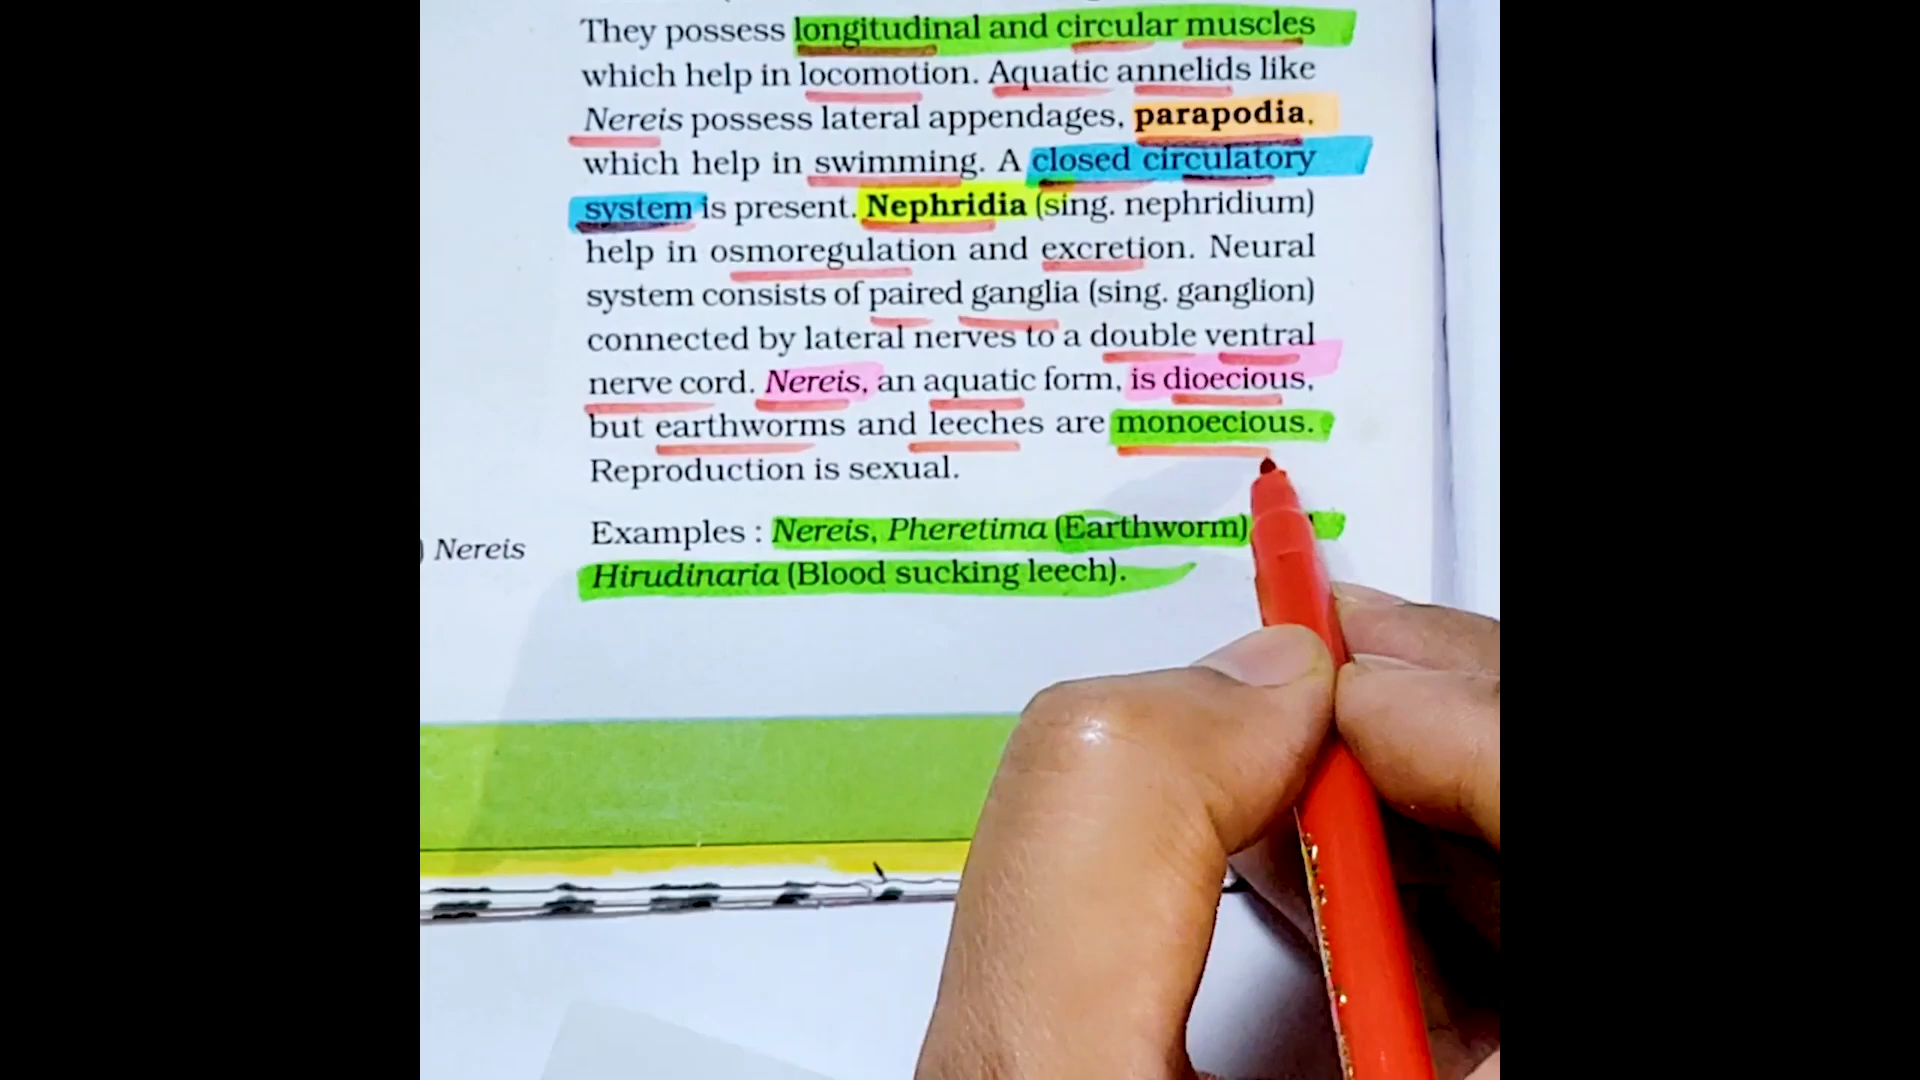 They possess longitudinal and circular muscles
which help in locomotion. Aquatic annelids like
Nereis possess lateral appendages, parapodia,
which help in swimming. A closed circulatory
system is present. Nephridia (sing. nephridium)
help in osmoregulation and excretion. Neural
system consists of paired ganglia (sing. ganglion)
connected by lateral nerves to a double ventral
nerve cord. Nereis, an aquatic form, is dioecious,
but earthworms and leeches are monoecious.
Reproduction is sexual.
Examples : Nereis, Pheretima (Earthworm)
Hirudinaria (Blood sucking leech).
) Nereis